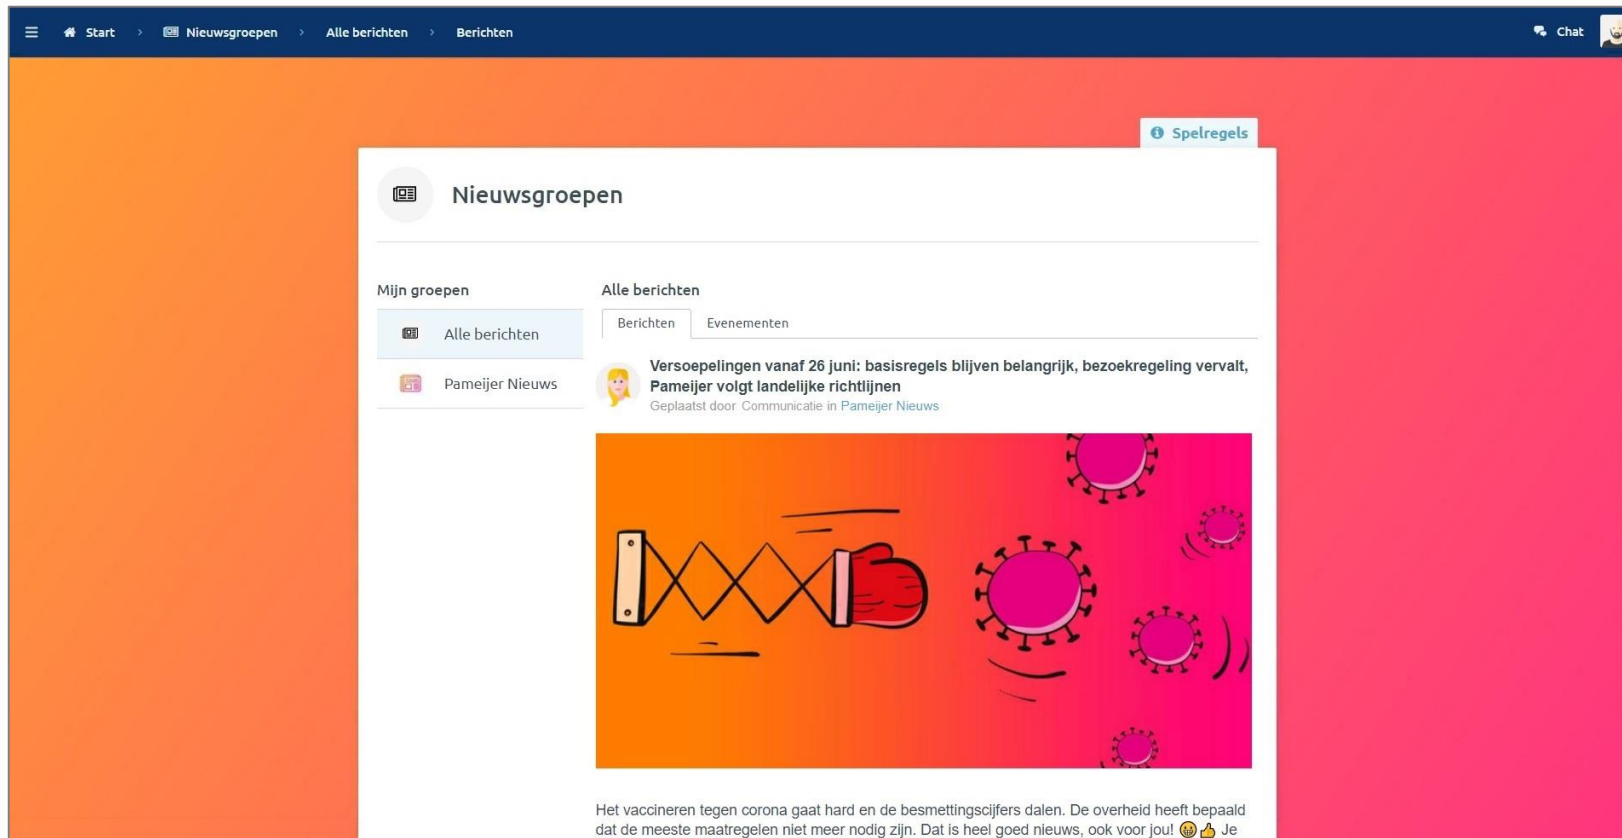 Start › Nieuwsgroepen › Alle berichten › Berichten
Chat
Spelregels
Nieuwsgroepen
Mijn groepen
Alle berichten
Pameijer Nieuws
Alle berichten
Berichten Evenementen
Versoepelingen vanaf 26 juni: basisregels blijven belangrijk, bezoekregeling vervalt,
Pameijer volgt landelijke richtlijnen
Geplaatst door Communicatie in Pameijer Nieuws
Het vaccineren tegen corona gaat hard en de besmettingscijfers dalen. De overheid heeft bepaald
dat de meeste maatregelen niet meer nodig zijn. Dat is heel goed nieuws, ook voor jou! 😀👍 Je